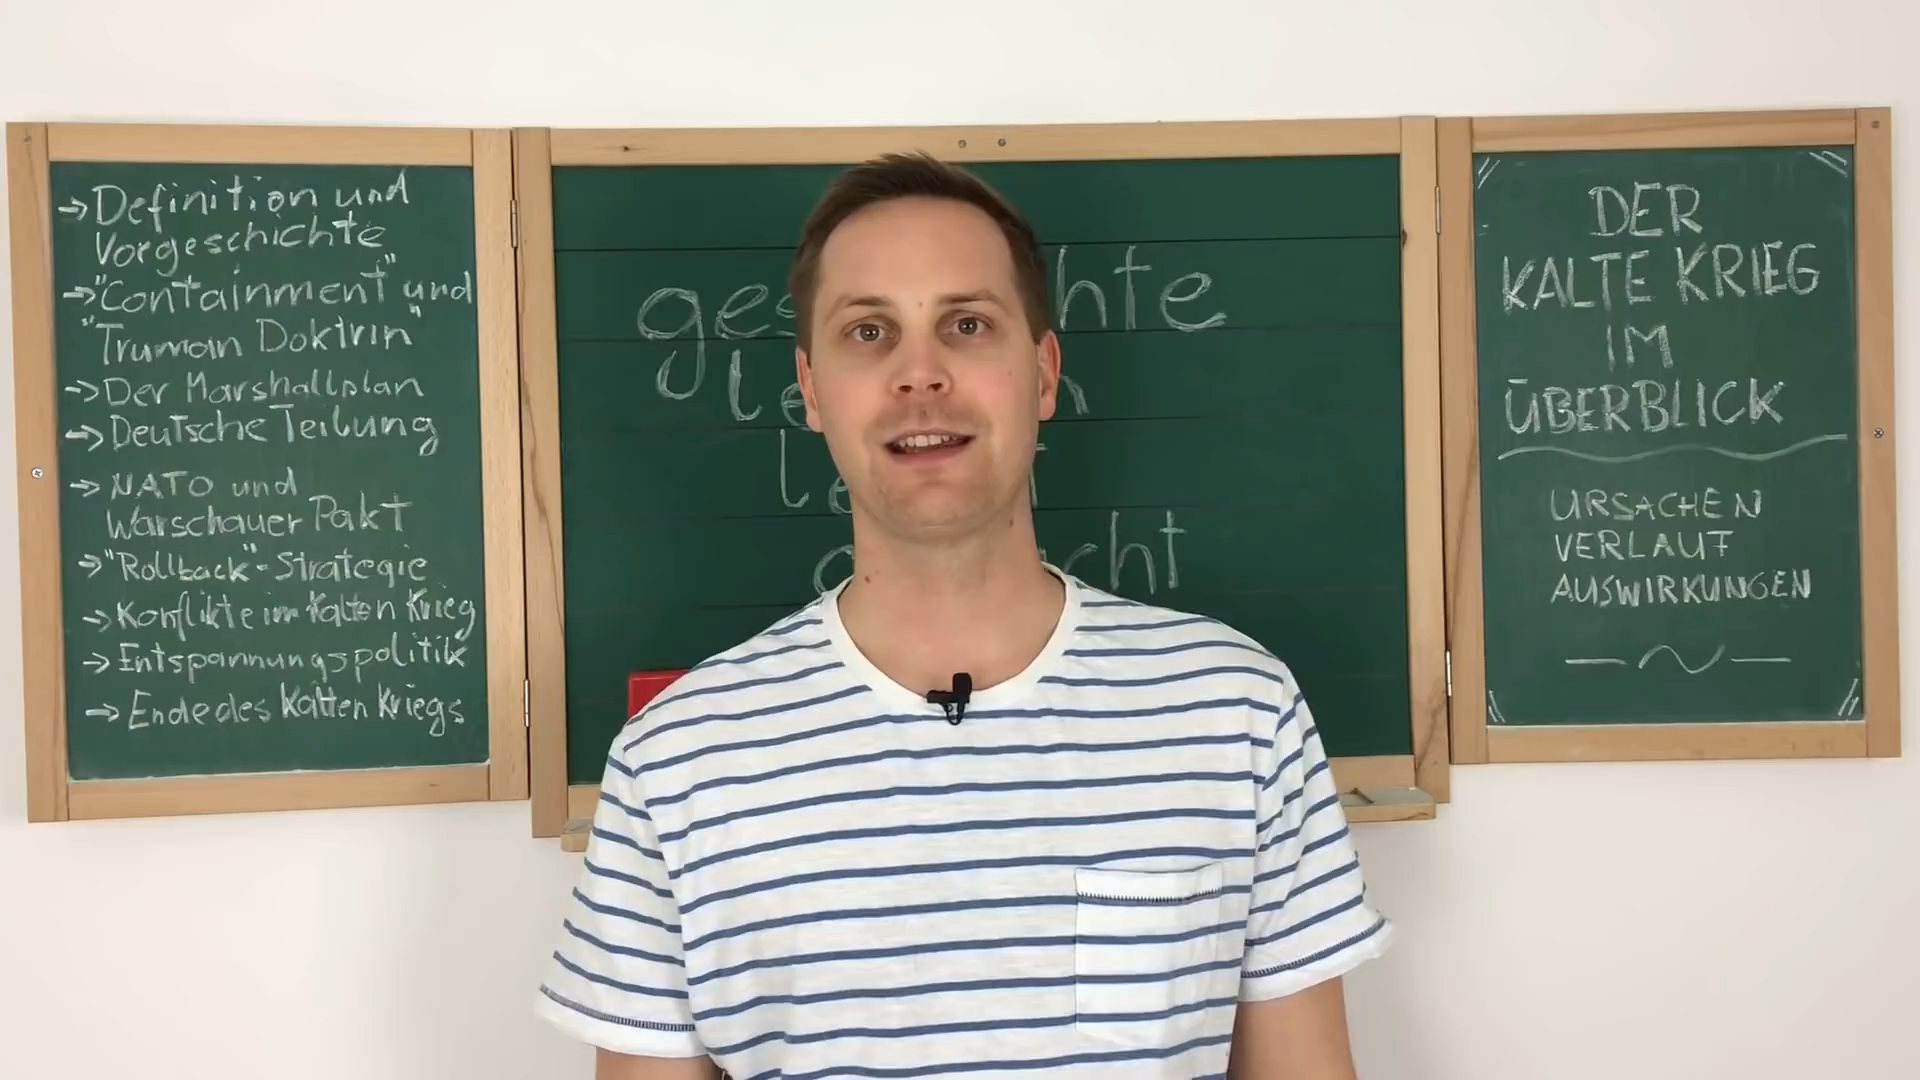 →Definition und
Vorgeschichte
→"Containment" und
"Truman Doktrin"
→Der Marshallplan
→Deutsche Teilung
→NATO und
Warschauer Pakt
→"Rollback"-Strategie
→Konflikte im Kalten Krieg
→Entspannungspolitik
→Ende des Kalten Kriegs
DER
KALTE KRIEG
IM
ÜBERBLICK
URSACHEN
VERLAUF
AUSWIRKUNGEN